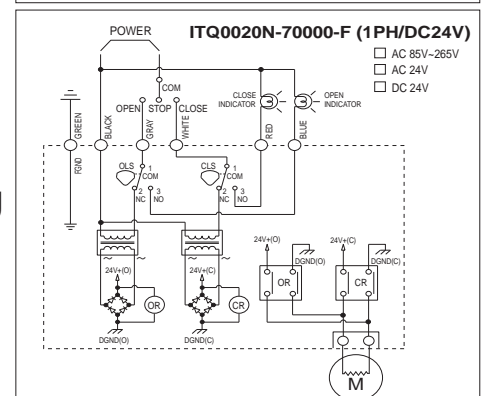 POWER
ITQ0020N-70000-F (1PH/DC24V)
AC 85V~265V
AC 24V
DC 24V
COM
OPEN STOP CLOSE
CLOSE INDICATOR
OPEN INDICATOR
GREEN
BLACK
GRAY
WHITE
RED
BLUE
FGND
OLS
1
COM
2
NC
3
NO
CLS
1
COM
2
NC
3
NO
24V+(O)
24V+(C)
OR
CR
DGND(O)
DGND(C)
24V+(O)
DGND(O)
OR
24V+(C)
DGND(C)
CR
M